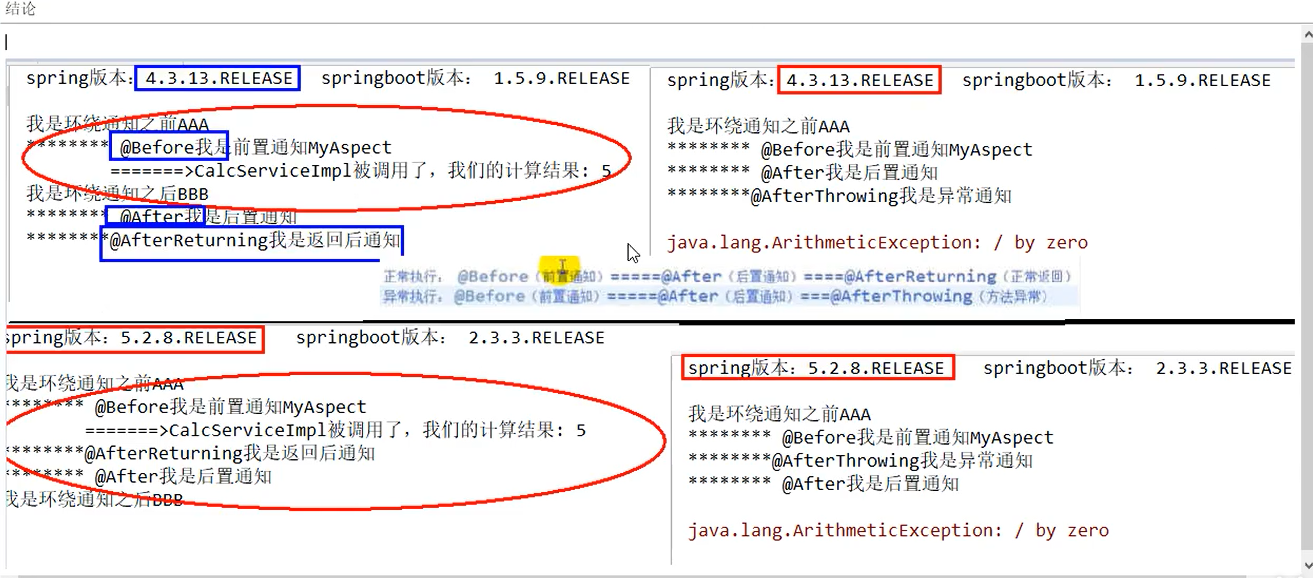 结论
spring版本：4.3.13.RELEASE springboot版本： 1.5.9.RELEASE
我是环绕通知之前AAA
******** @Before我是前置通知MyAspect
=======>CalcServiceImpl被调用了，我们的计算结果：5
我是环绕通知之后BBB
******** @After我是后置通知
********@AfterReturning我是返回后通知
spring版本：4.3.13.RELEASE springboot版本： 1.5.9.RELEASE
我是环绕通知之前AAA
******** @Before我是前置通知MyAspect
******** @After我是后置通知
********@AfterThrowing我是异常通知
java.lang.ArithmeticException: / by zero
正常执行： @Before（前置通知）=====@After（后置通知）====@AfterReturning（正常返回）
异常执行：@Before（前置通知）=====@After（后置通知）===@AfterThrowing（方法异常）
spring版本：5.2.8.RELEASE springboot版本： 2.3.3.RELEASE
我是环绕通知之前AAA
******** @Before我是前置通知MyAspect
=======>CalcServiceImpl被调用了，我们的计算结果：5
********@AfterReturning我是返回后通知
******** @After我是后置通知
我是环绕通知之后BBB
spring版本：5.2.8.RELEASE springboot版本： 2.3.3.RELEASE
我是环绕通知之前AAA
******** @Before我是前置通知MyAspect
********@AfterThrowing我是异常通知
******** @After我是后置通知
java.lang.ArithmeticException: / by zero